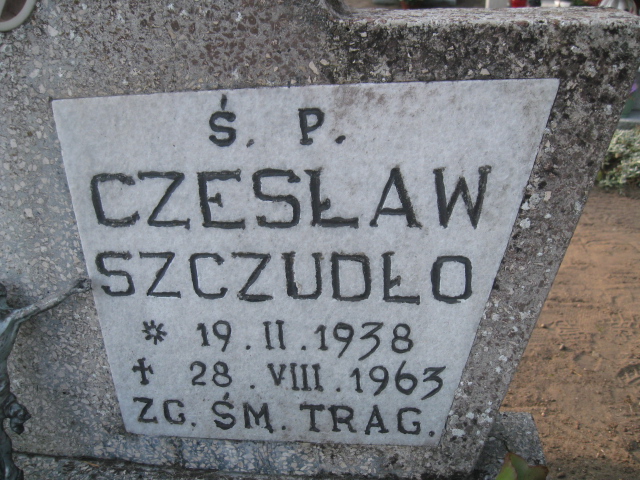 Ś. P.
CZESŁAW
SZCZUDŁO
* 19. II. 1938
✝ 28. VIII. 1963
ZG. ŚM. TRAG.